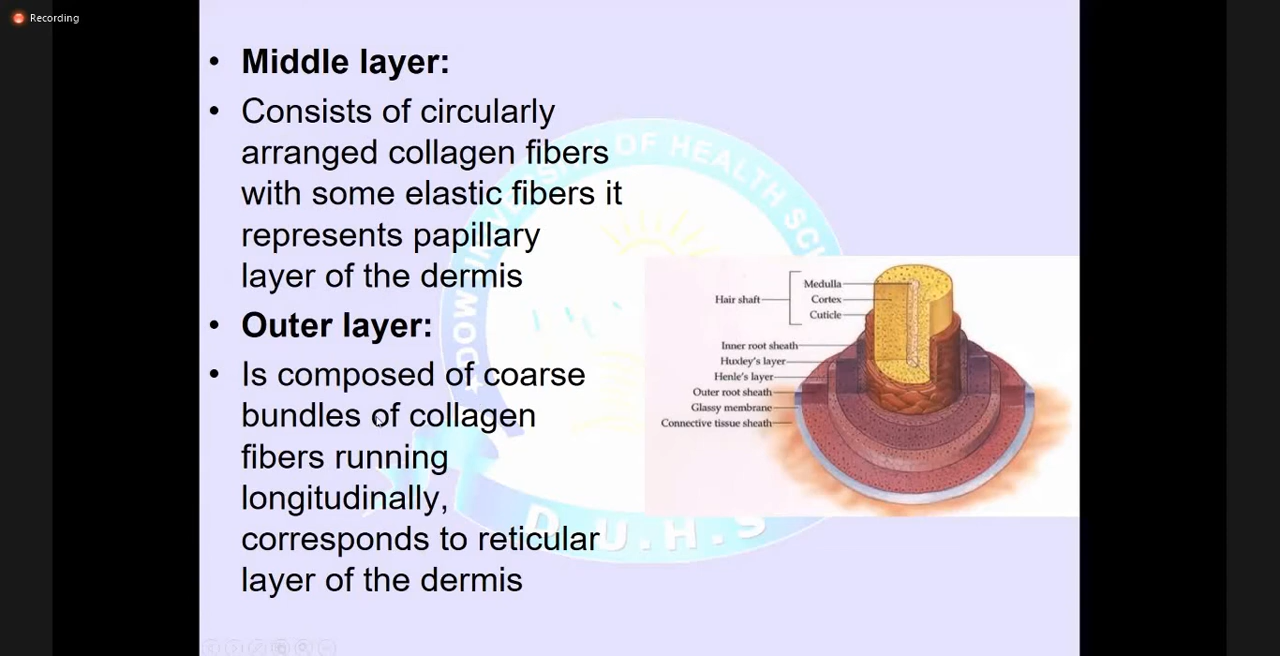 Recording
• Middle layer:
• Consists of circularly
arranged collagen fibers
with some elastic fibers it
represents papillary
layer of the dermis
• Outer layer:
• Is composed of coarse
bundles of collagen
fibers running
longitudinally,
corresponds to reticular
layer of the dermis
Hair shaft
Medulla
Cortex
Cuticle
Inner root sheath
Huxley's layer
Henle's layer
Outer root sheath
Glassy membrane
Connective tissue sheath
OF HEALTH
D.U.H.S